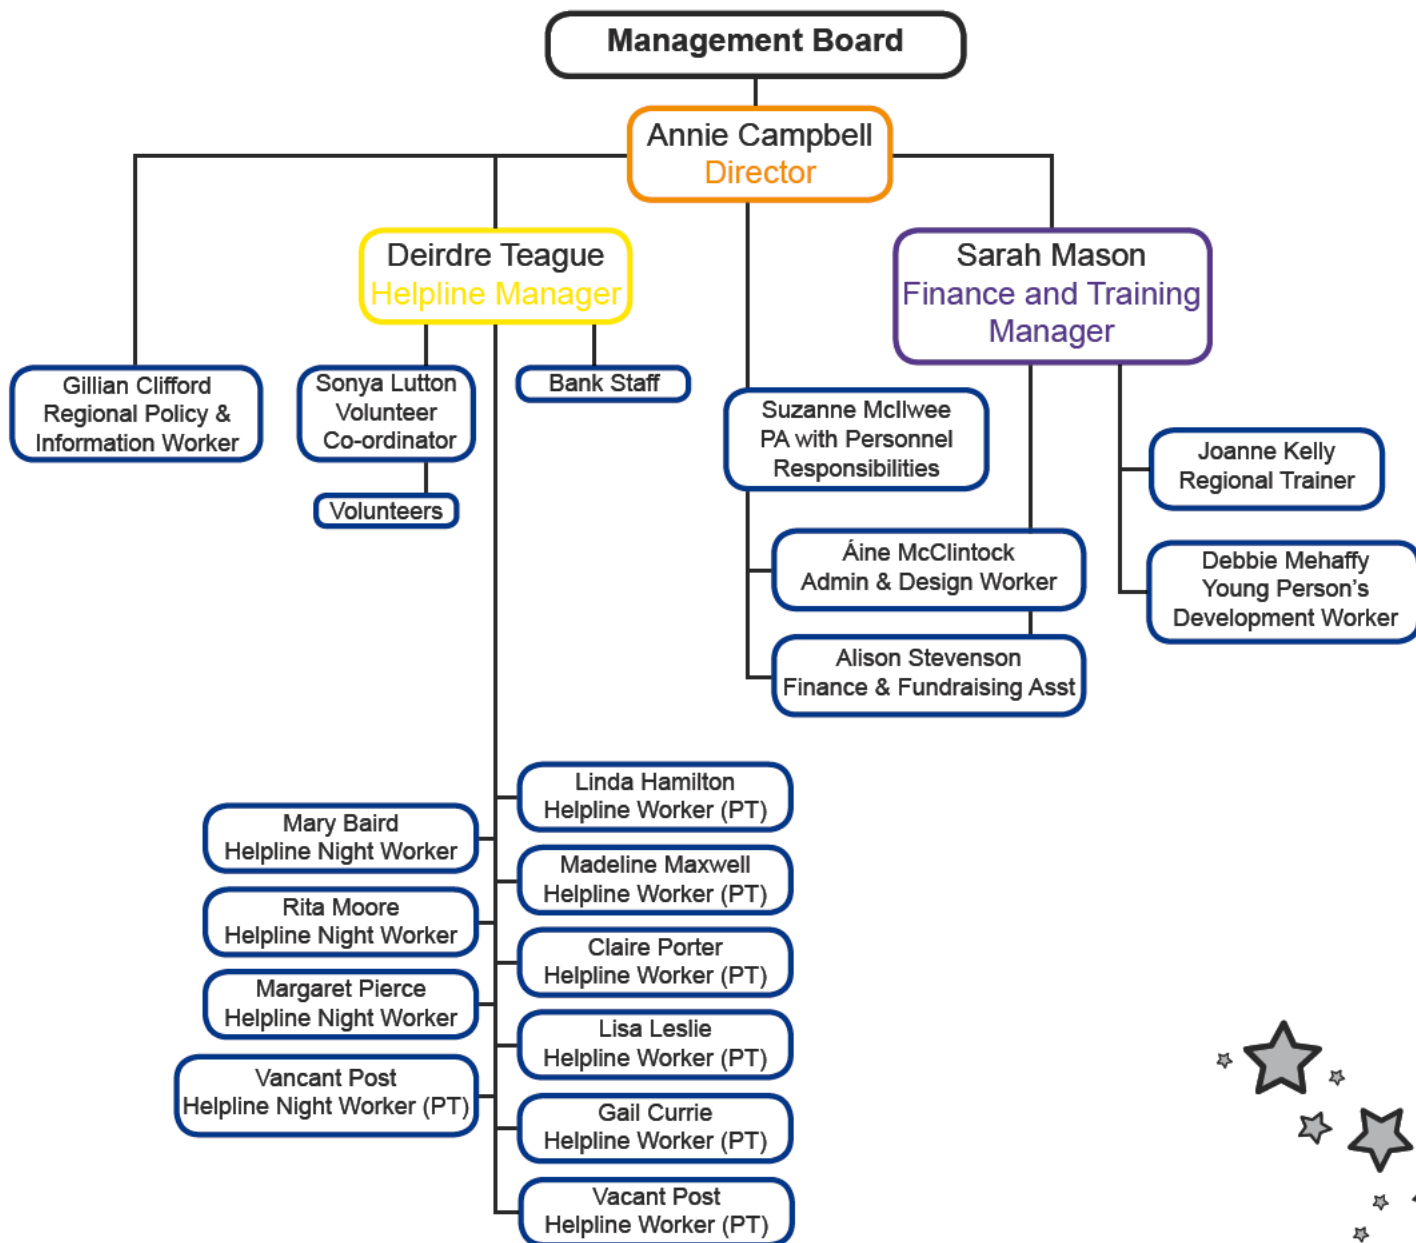 Management Board
Annie Campbell
Director
Deirdre Teague
Helpline Manager
Sarah Mason
Finance and Training
Manager
Gillian Clifford
Regional Policy &
Information Worker
Sonya Lutton
Volunteer
Co-ordinator
Volunteers
Bank Staff
Suzanne McIlwee
PA with Personnel
Responsibilities
Áine McClintock
Admin & Design Worker
Alison Stevenson
Finance & Fundraising Asst
Joanne Kelly
Regional Trainer
Debbie Mehaffy
Young Person’s
Development Worker
Mary Baird
Helpline Night Worker
Rita Moore
Helpline Night Worker
Margaret Pierce
Helpline Night Worker
Vancant Post
Helpline Night Worker (PT)
Linda Hamilton
Helpline Worker (PT)
Madeline Maxwell
Helpline Worker (PT)
Claire Porter
Helpline Worker (PT)
Lisa Leslie
Helpline Worker (PT)
Gail Currie
Helpline Worker (PT)
Vacant Post
Helpline Worker (PT)